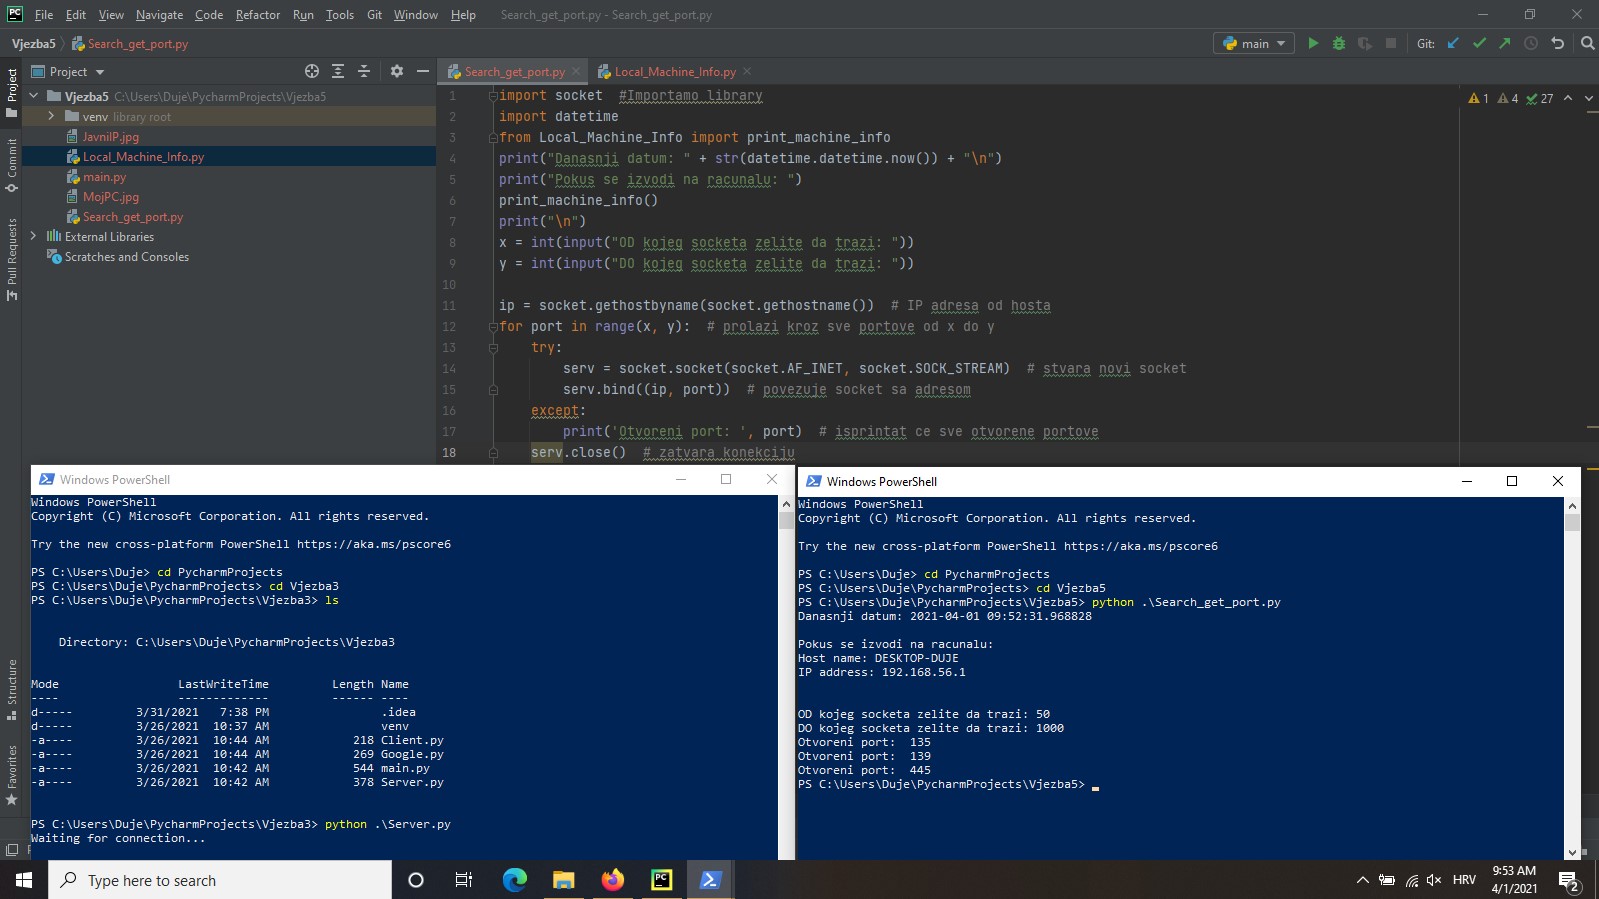 PC File Edit View Navigate Code Refactor Run Tools Git Window Help Search_get_port.py - Search_get_port.py
Vjezba5 Search_get_port.py main Git:
Project
Search_get_port.py Local_Machine_Info.py
1 4 27
Project
Commit
Pull Requests
Structure
Favorites
Vjezba5 C:\Users\Duje\PycharmProjects\Vjezba5
venv library root
JavniIP.jpg
Local_Machine_Info.py
main.py
MojPC.jpg
Search_get_port.py
External Libraries
Scratches and Consoles
1 import socket  #Importamo library
2 import datetime
3 from Local_Machine_Info import print_machine_info
4 print("Danasnji datum: " + str(datetime.datetime.now()) + "\n")
5 print("Pokus se izvodi na racunalu: ")
6 print_machine_info()
7 print("\n")
8 x = int(input("OD kojeg socketa zelite da trazi: "))
9 y = int(input("DO kojeg socketa zelite da trazi: "))
10
11 ip = socket.gethostbyname(socket.gethostname())  # IP adresa od hosta
12 for port in range(x, y):  # prolazi kroz sve portove od x do y
13     try:
14         serv = socket.socket(socket.AF_INET, socket.SOCK_STREAM)  # stvara novi socket
15         serv.bind((ip, port))  # povezuje socket sa adresom
16     except:
17         print('Otvoreni port: ', port)  # isprintat ce sve otvorene portove
18     serv.close()  # zatvara konekciju
Windows PowerShell
Windows PowerShell
Copyright (C) Microsoft Corporation. All rights reserved.
Try the new cross-platform PowerShell https://aka.ms/pscore6
PS C:\Users\Duje> cd PycharmProjects
PS C:\Users\Duje\PycharmProjects> cd Vjezba3
PS C:\Users\Duje\PycharmProjects\Vjezba3> ls
Directory: C:\Users\Duje\PycharmProjects\Vjezba3
Mode LastWriteTime Length Name
---- ------------- ------ ----
d----- 3/31/2021 7:38 PM .idea
d----- 3/26/2021 10:37 AM venv
-a---- 3/26/2021 10:44 AM 218 Client.py
-a---- 3/26/2021 10:44 AM 269 Google.py
-a---- 3/26/2021 10:42 AM 544 main.py
-a---- 3/26/2021 10:42 AM 378 Server.py
PS C:\Users\Duje\PycharmProjects\Vjezba3> python .\Server.py
Waiting for connection...
Windows PowerShell
Windows PowerShell
Copyright (C) Microsoft Corporation. All rights reserved.
Try the new cross-platform PowerShell https://aka.ms/pscore6
PS C:\Users\Duje> cd PycharmProjects
PS C:\Users\Duje\PycharmProjects> cd Vjezba5
PS C:\Users\Duje\PycharmProjects\Vjezba5> python .\Search_get_port.py
Danasnji datum: 2021-04-01 09:52:31.968828
Pokus se izvodi na racunalu:
Host name: DESKTOP-DUJE
IP address: 192.168.56.1
OD kojeg socketa zelite da trazi: 50
DO kojeg socketa zelite da trazi: 1000
Otvoreni port:  135
Otvoreni port:  139
Otvoreni port:  445
PS C:\Users\Duje\PycharmProjects\Vjezba5>
Type here to search
PC
HRV
9:53 AM
4/1/2021
2